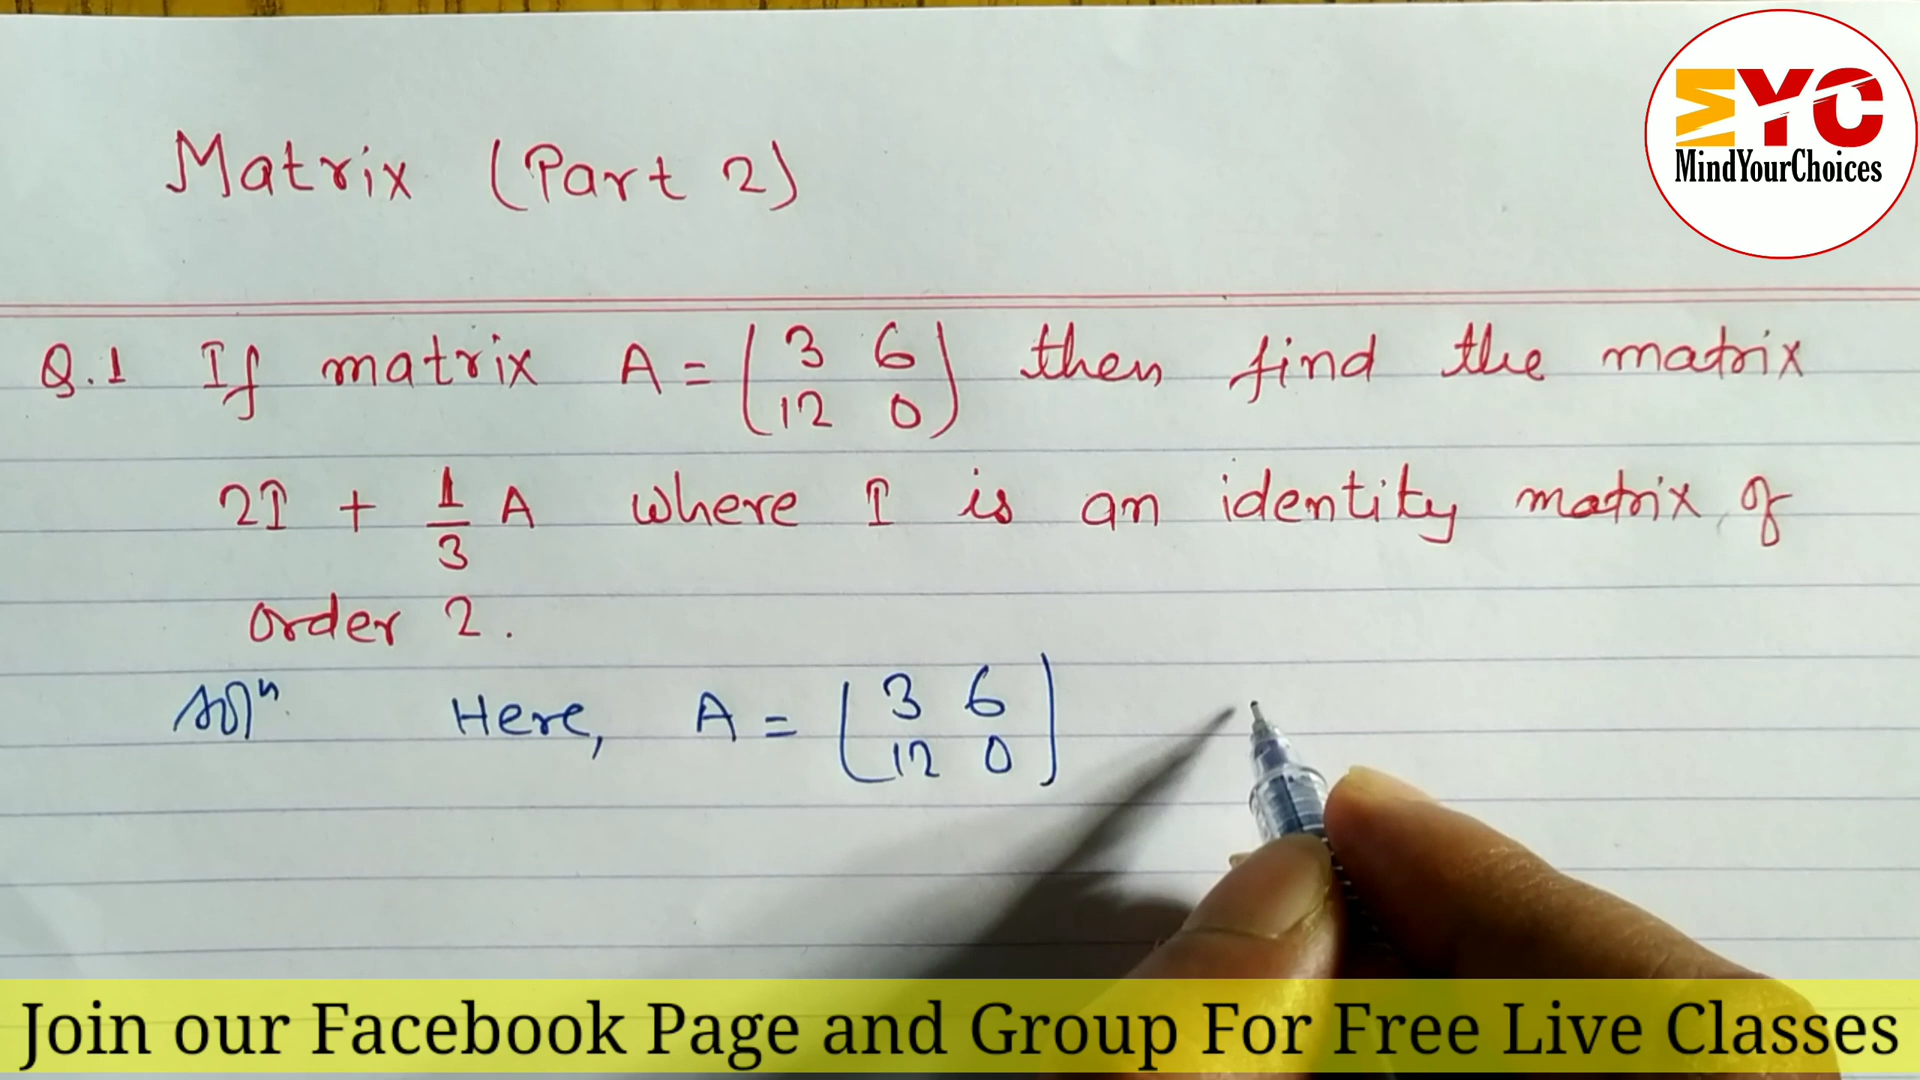 MYC
MindYourChoices
Matrix (Part 2)
Q.1 If matrix A = (3 6 12 0) then find the matrix
2I + 1/3 A where I is an identity matrix of
order 2.
Solⁿ. Here, A = (3 6 12 0)
Join our Facebook Page and Group For Free Live Classes